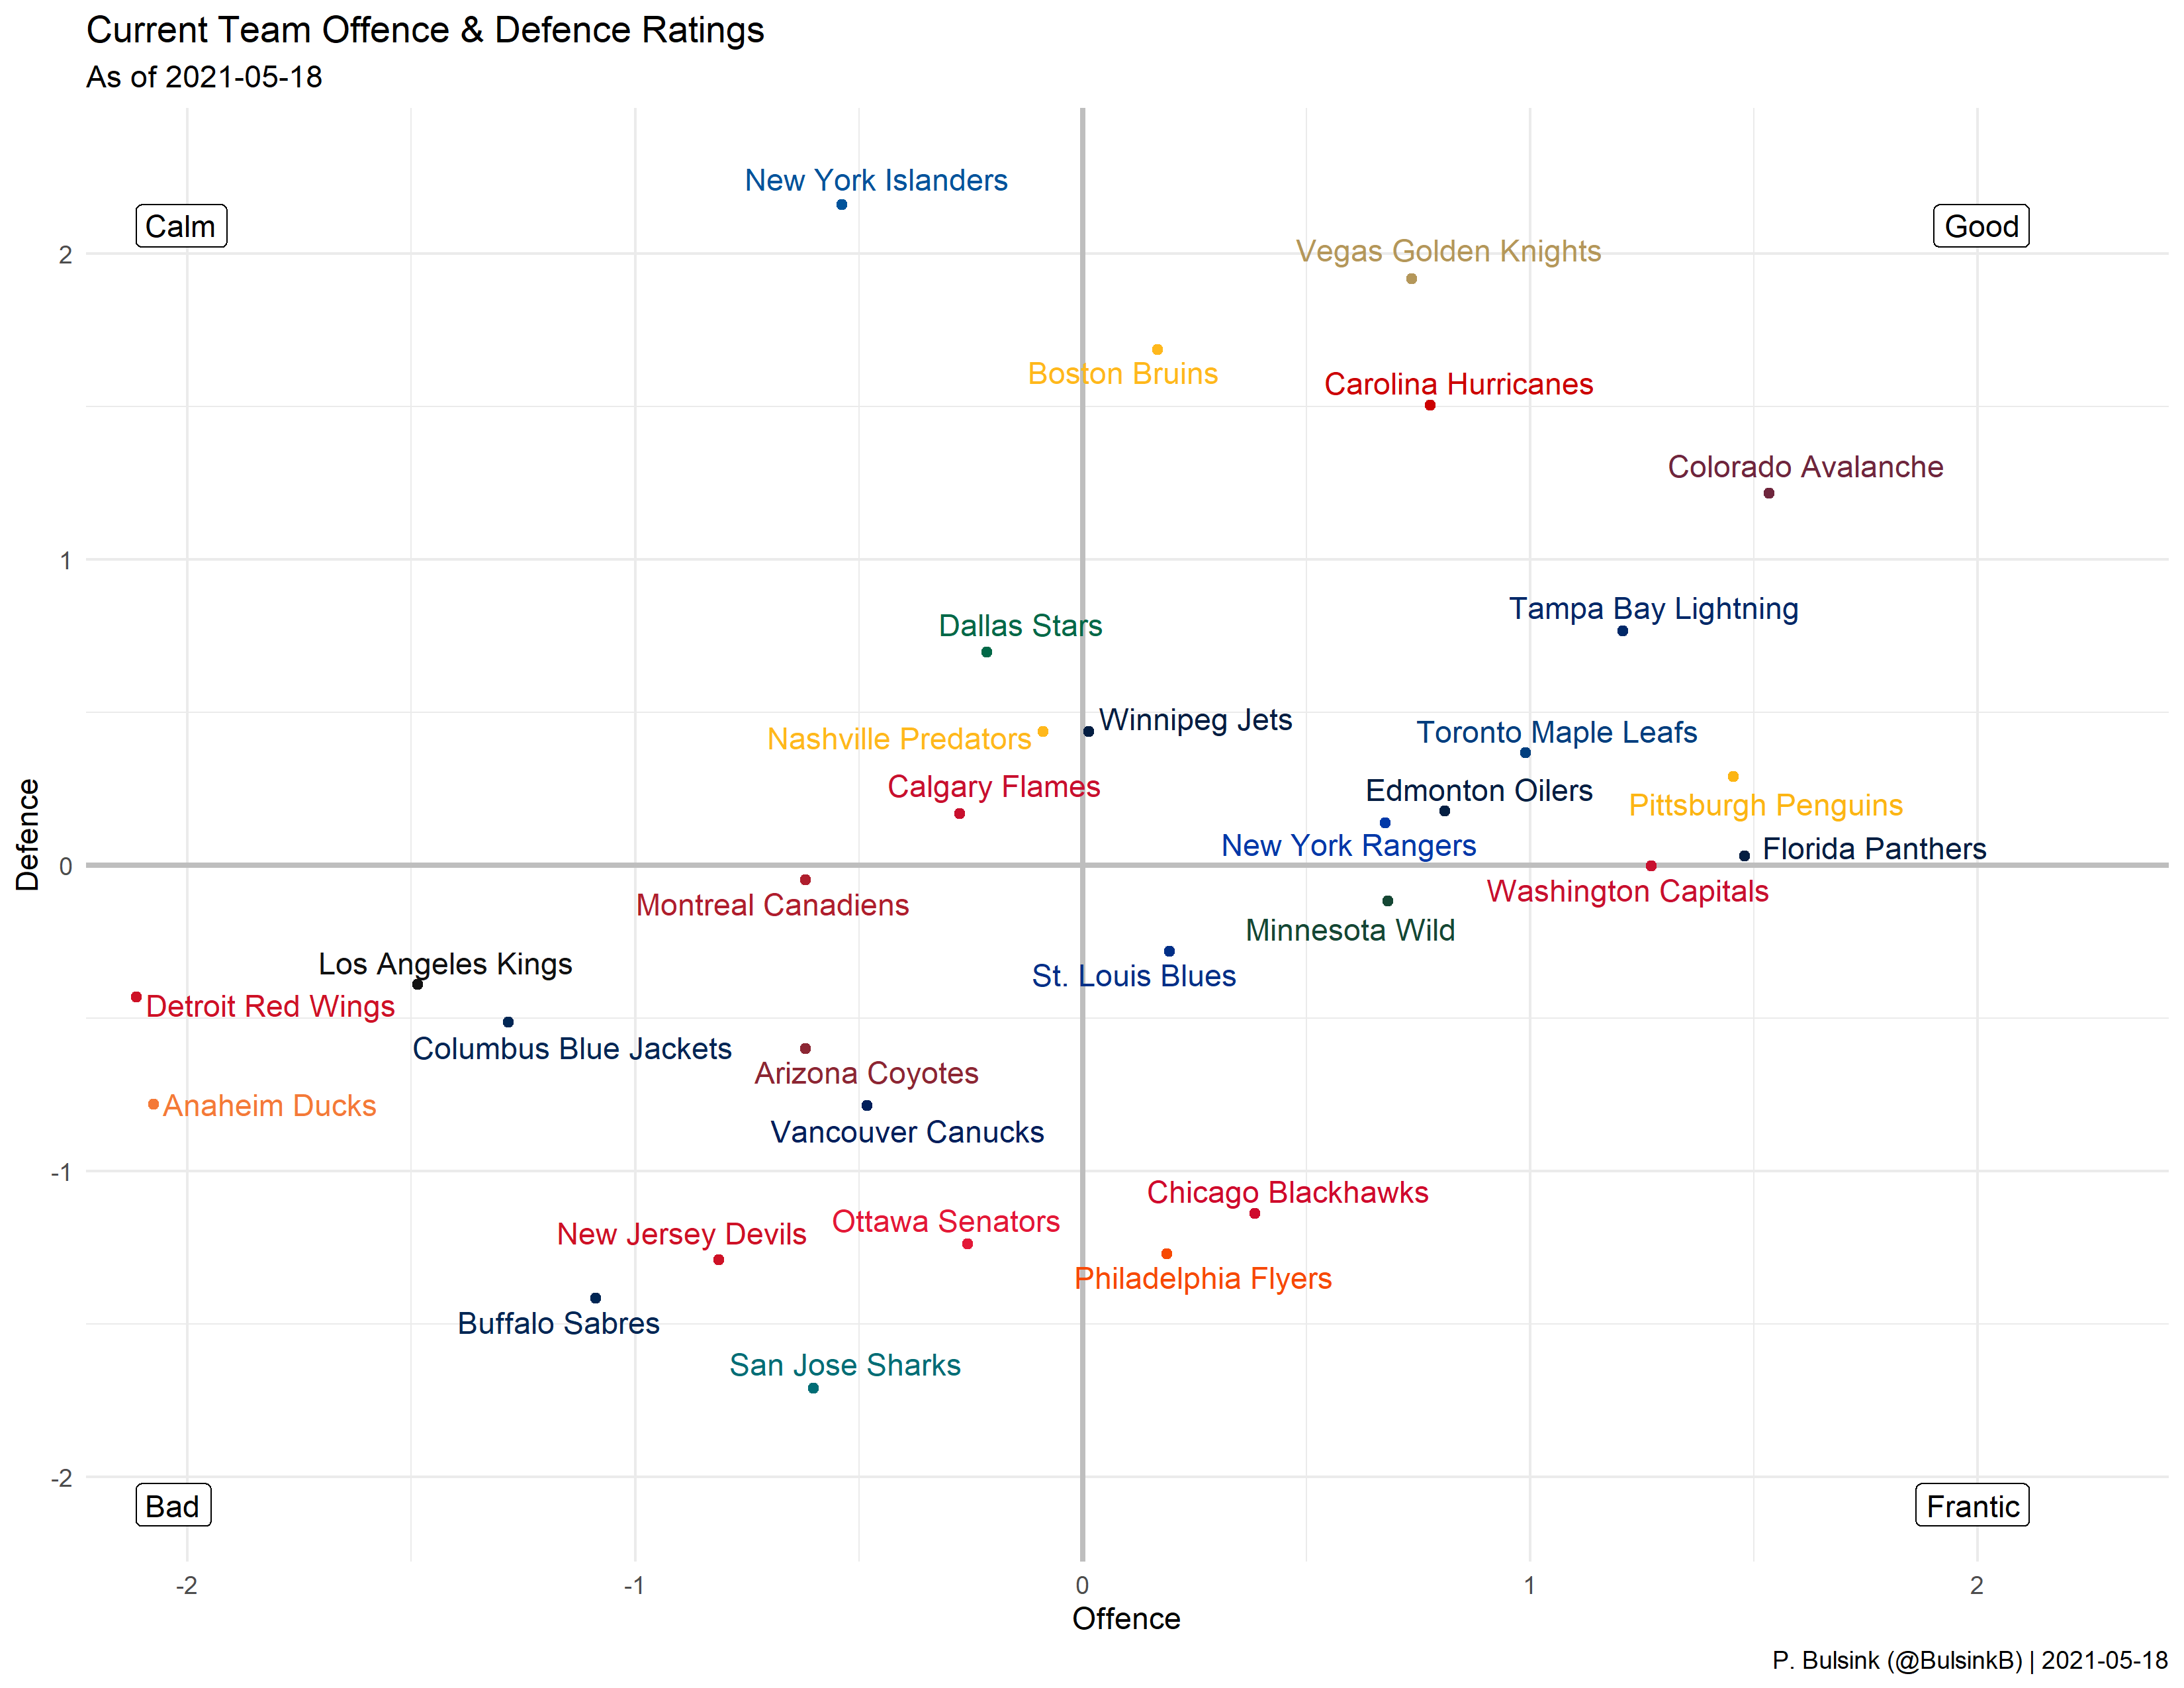 Current Team Offence & Defence Ratings
As of 2021-05-18
New York Islanders
Calm
Good
2
Vegas Golden Knights
Boston Bruins
Carolina Hurricanes
Colorado Avalanche
1
Tampa Bay Lightning
Dallas Stars
Winnipeg Jets
Toronto Maple Leafs
Nashville Predators
Calgary Flames
Edmonton Oilers
Pittsburgh Penguins
New York Rangers
Florida Panthers
Defence
0
Washington Capitals
Montreal Canadiens
Minnesota Wild
Los Angeles Kings
St. Louis Blues
Detroit Red Wings
Columbus Blue Jackets
Arizona Coyotes
Anaheim Ducks
Vancouver Canucks
-1
Chicago Blackhawks
Ottawa Senators
New Jersey Devils
Philadelphia Flyers
Buffalo Sabres
San Jose Sharks
-2
Bad
Frantic
-2
-1
0
1
2
Offence
P. Bulsink (@BulsinkB) | 2021-05-18